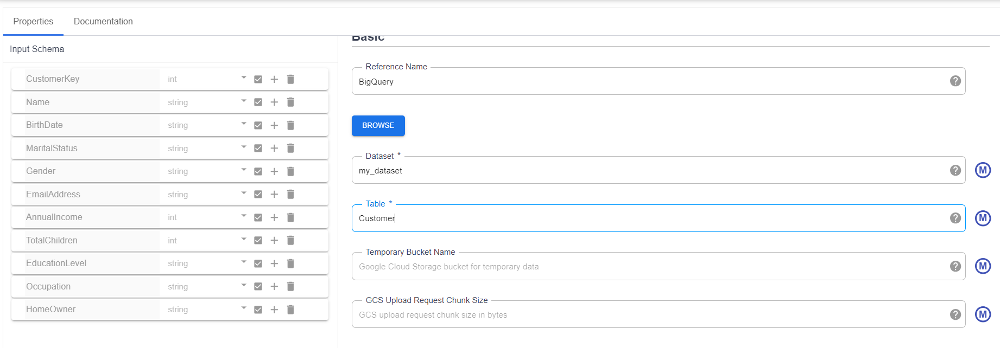 Properties Documentation
Input Schema
CustomerKey int
Name string
BirthDate string
MaritalStatus string
Gender string
EmailAddress string
AnnualIncome int
TotalChildren int
EducationLevel string
Occupation string
HomeOwner string
Basic
Reference Name
BigQuery ?
BROWSE
Dataset *
my_dataset ? M
Table *
Customer ? M
Temporary Bucket Name
Google Cloud Storage bucket for temporary data ? M
GCS Upload Request Chunk Size
GCS upload request chunk size in bytes ? M